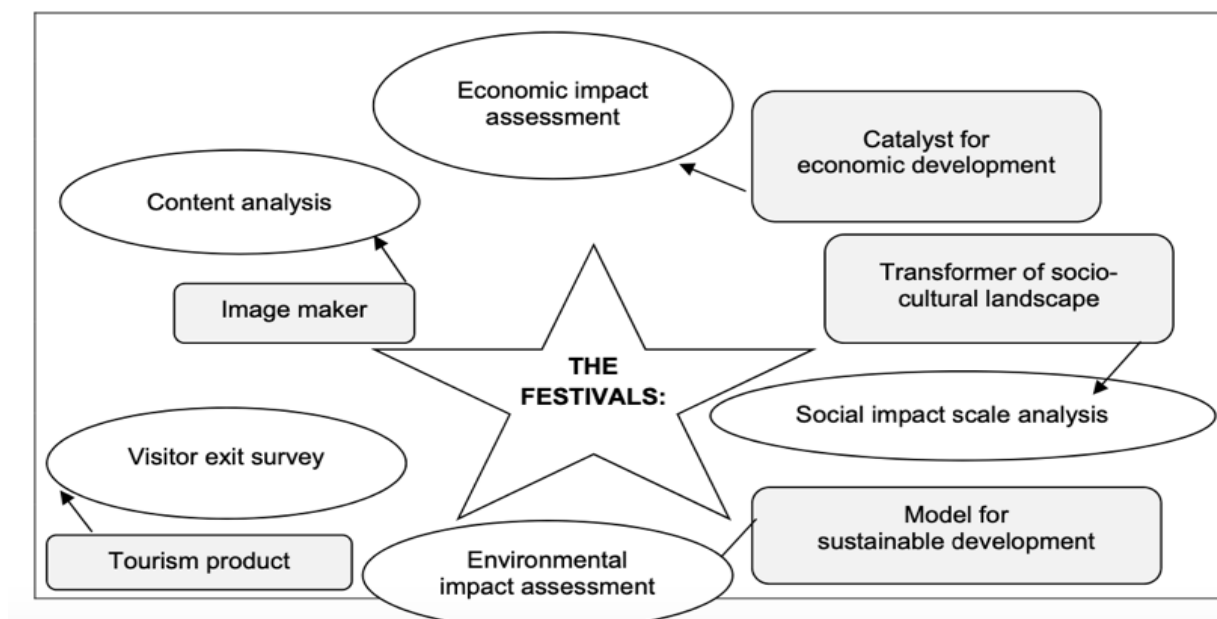 Economic impact
assessment
Catalyst for
economic development
Content analysis
Transformer of socio-
cultural landscape
Image maker
THE
FESTIVALS:
Social impact scale analysis
Visitor exit survey
Model for
sustainable development
Tourism product
Environmental
impact assessment